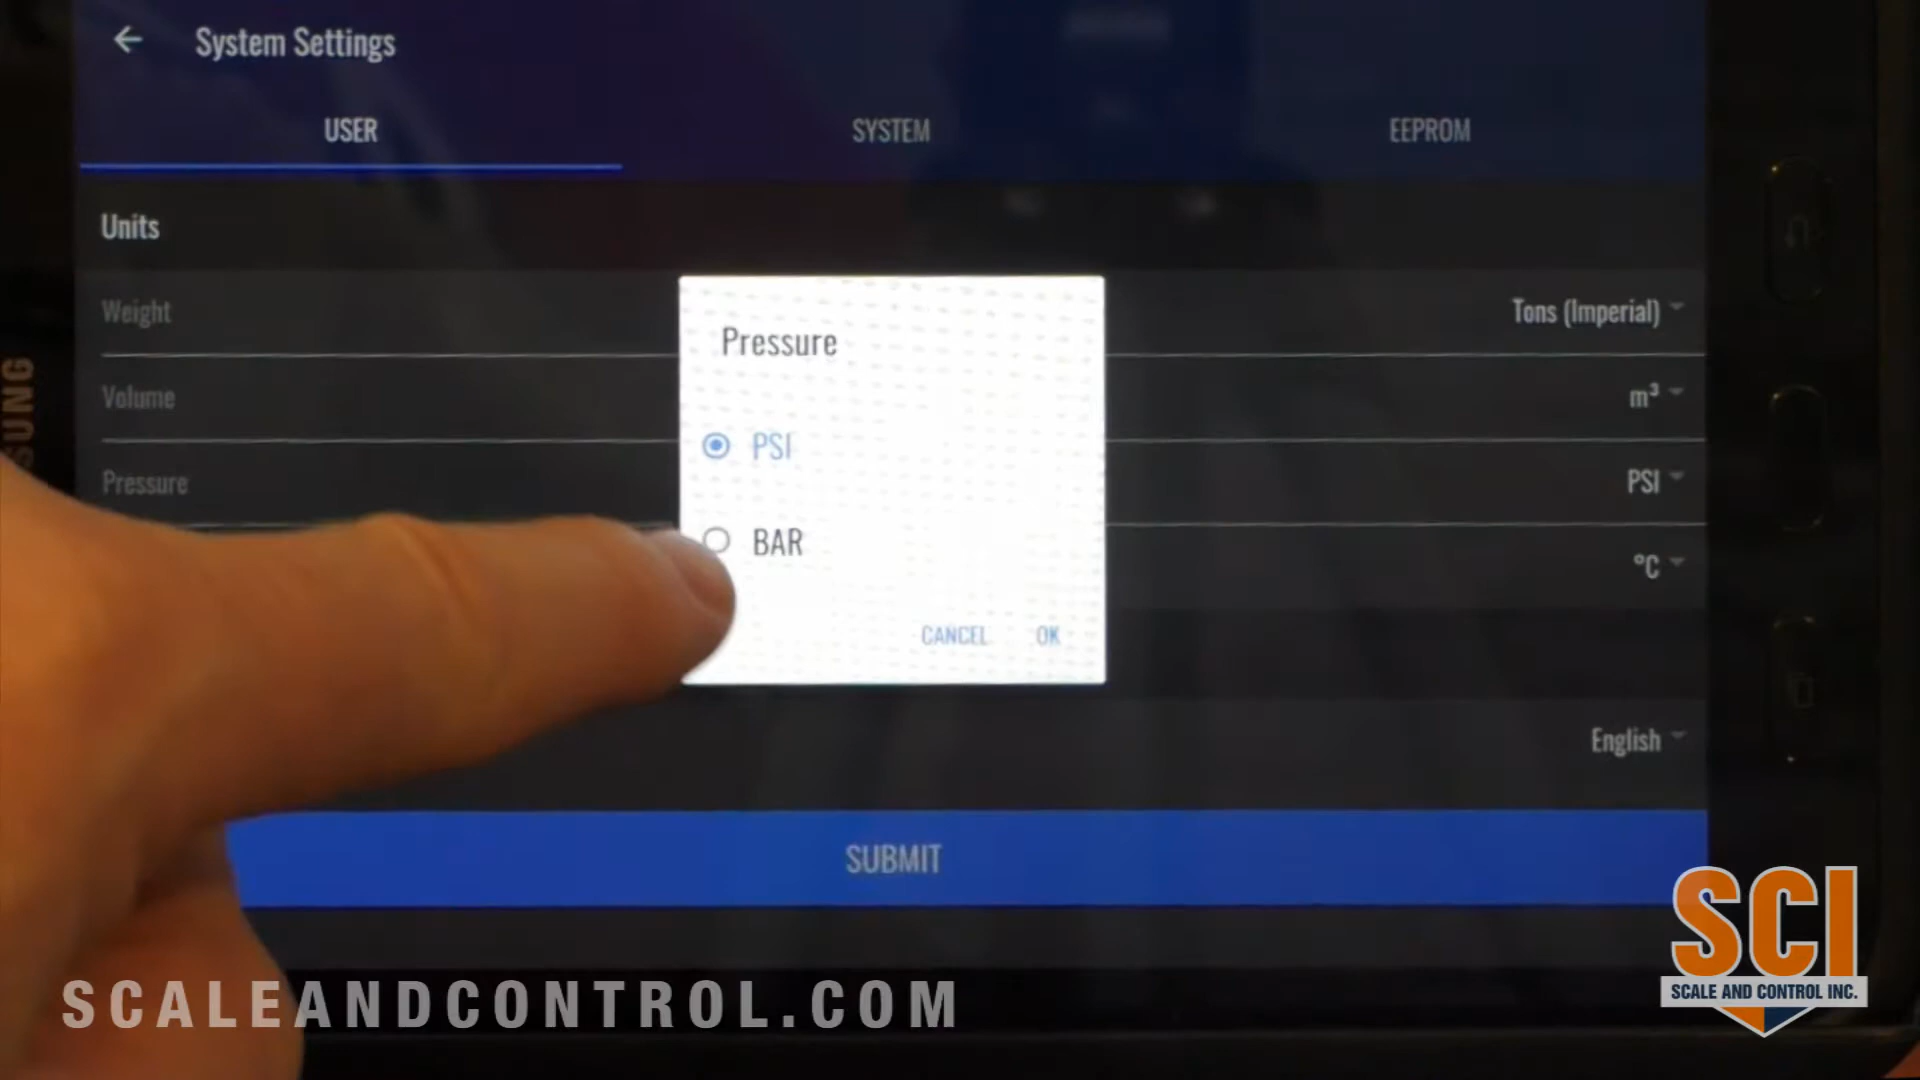 System Settings
USER
SYSTEM
EEPROM
Units
Weight
Tons (Imperial)
Volume
m³
Pressure
PSI
°C
Pressure
PSI
BAR
CANCEL
OK
English
SUBMIT
SUNG
SCI
SCALE AND CONTROL INC.
SCALEANDCONTROL.COM